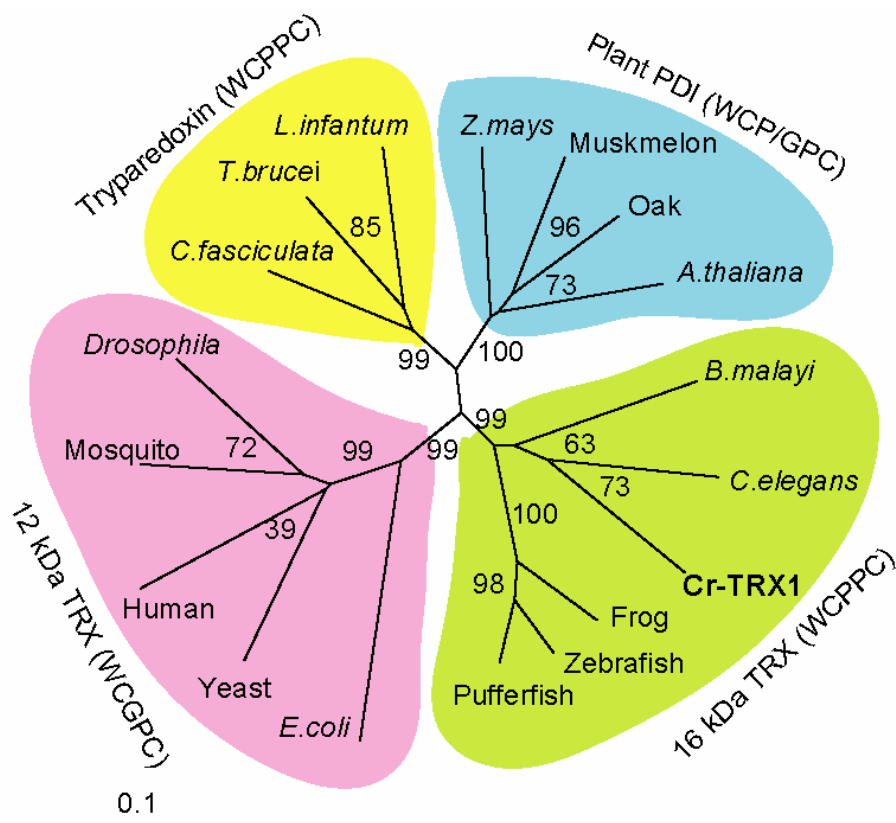 Tryparedoxin (WCPPC)
Plant PDI (WCP/GPC)
L.infantum
T.brucei
85
C.fasciculata
99
Z.mays
Muskmelon
96
Oak
73
A.thaliana
100
Drosophila
Mosquito
72
99
99
39
Human
Yeast
E.coli
12 kDa TRX (WCGPC)
99
B.malayi
63
C.elegans
73
Cr-TRX1
100
98
Frog
Zebrafish
Pufferfish
16 kDa TRX (WCPPC)
0.1